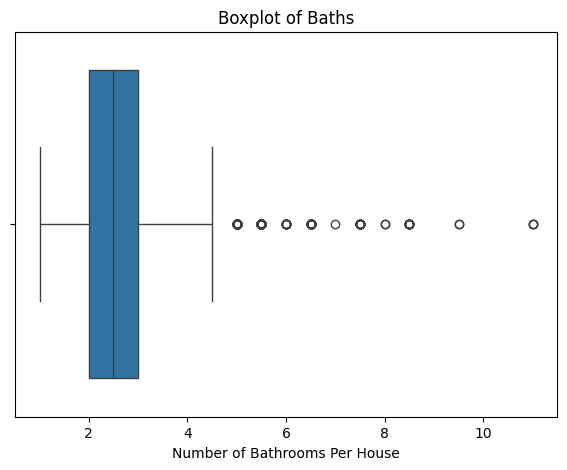 Boxplot of Baths
2 4 6 8 10
Number of Bathrooms Per House